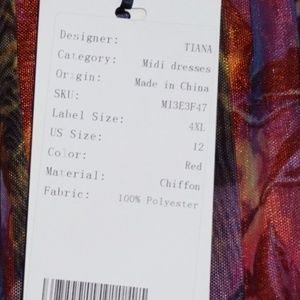 Designer: TIANA
Category: Midi dresses
Origin: Made in China
SKU: M13E3F47
Label Size: 4XL
US Size: 12
Color: Red
Material: Chiffon
Fabric: 100% Polyester